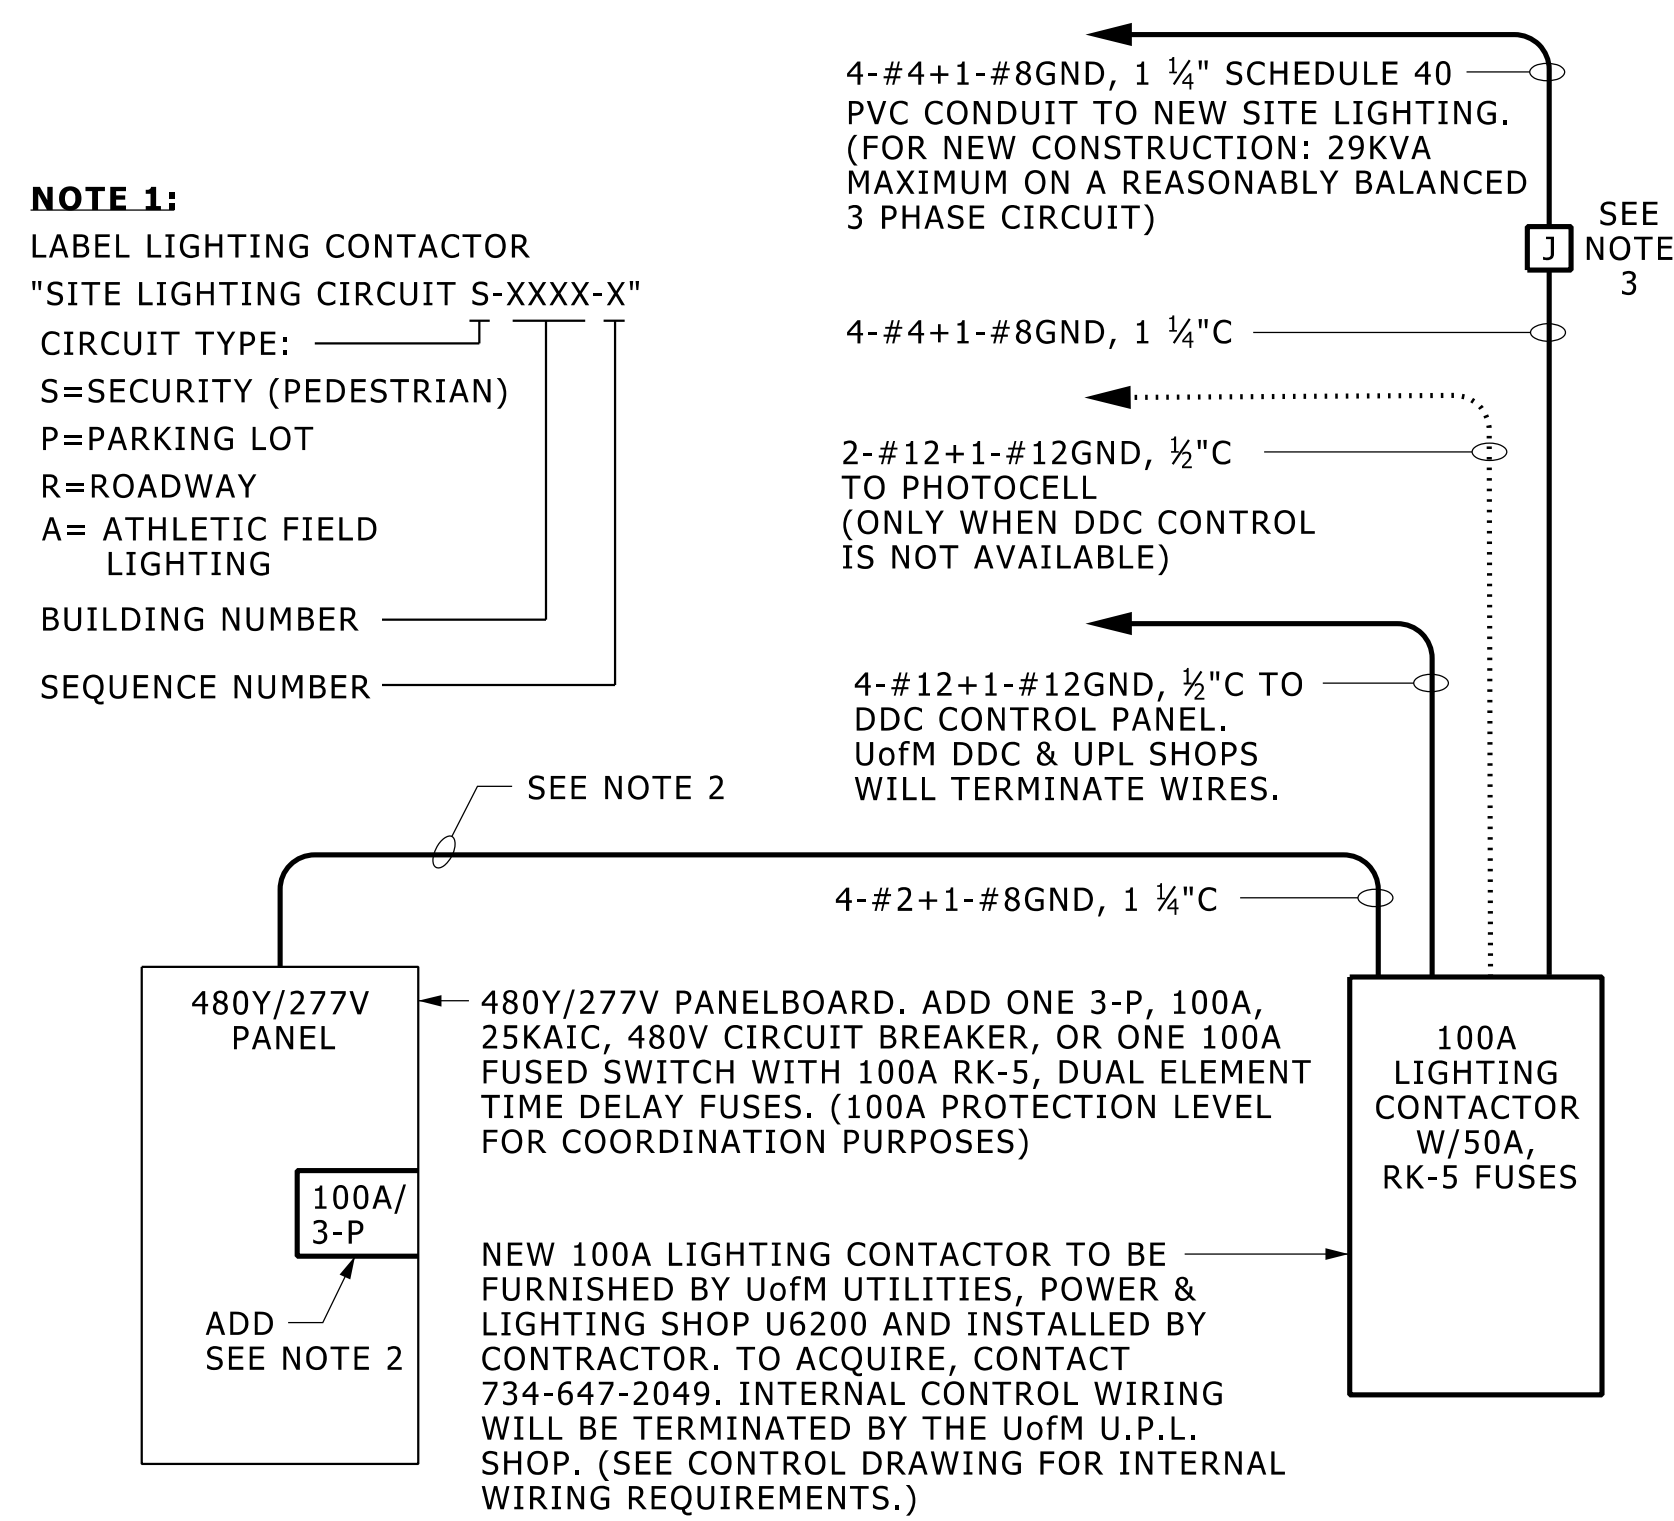 4-#4+1-#8GND, 1 ¼" SCHEDULE 40
PVC CONDUIT TO NEW SITE LIGHTING.
(FOR NEW CONSTRUCTION: 29KVA
MAXIMUM ON A REASONABLY BALANCED
3 PHASE CIRCUIT)
SEE
NOTE
3
J
NOTE 1:
LABEL LIGHTING CONTACTOR
"SITE LIGHTING CIRCUIT S-XXXX-X"
CIRCUIT TYPE:
S=SECURITY (PEDESTRIAN)
P=PARKING LOT
R=ROADWAY
A= ATHLETIC FIELD
LIGHTING
BUILDING NUMBER
SEQUENCE NUMBER
4-#4+1-#8GND, 1 ¼"C
2-#12+1-#12GND, ½"C
TO PHOTOCELL
(ONLY WHEN DDC CONTROL
IS NOT AVAILABLE)
4-#12+1-#12GND, ½"C TO
DDC CONTROL PANEL.
UofM DDC & UPL SHOPS
WILL TERMINATE WIRES.
SEE NOTE 2
4-#2+1-#8GND, 1 ¼"C
480Y/277V
PANEL
480Y/277V PANELBOARD. ADD ONE 3-P, 100A,
25KAIC, 480V CIRCUIT BREAKER, OR ONE 100A
FUSED SWITCH WITH 100A RK-5, DUAL ELEMENT
TIME DELAY FUSES. (100A PROTECTION LEVEL
FOR COORDINATION PURPOSES)
100A
LIGHTING
CONTACTOR
W/50A,
RK-5 FUSES
100A/
3-P
ADD
SEE NOTE 2
NEW 100A LIGHTING CONTACTOR TO BE
FURNISHED BY UofM UTILITIES, POWER &
LIGHTING SHOP U6200 AND INSTALLED BY
CONTRACTOR. TO ACQUIRE, CONTACT
734-647-2049. INTERNAL CONTROL WIRING
WILL BE TERMINATED BY THE UofM U.P.L.
SHOP. (SEE CONTROL DRAWING FOR INTERNAL
WIRING REQUIREMENTS.)